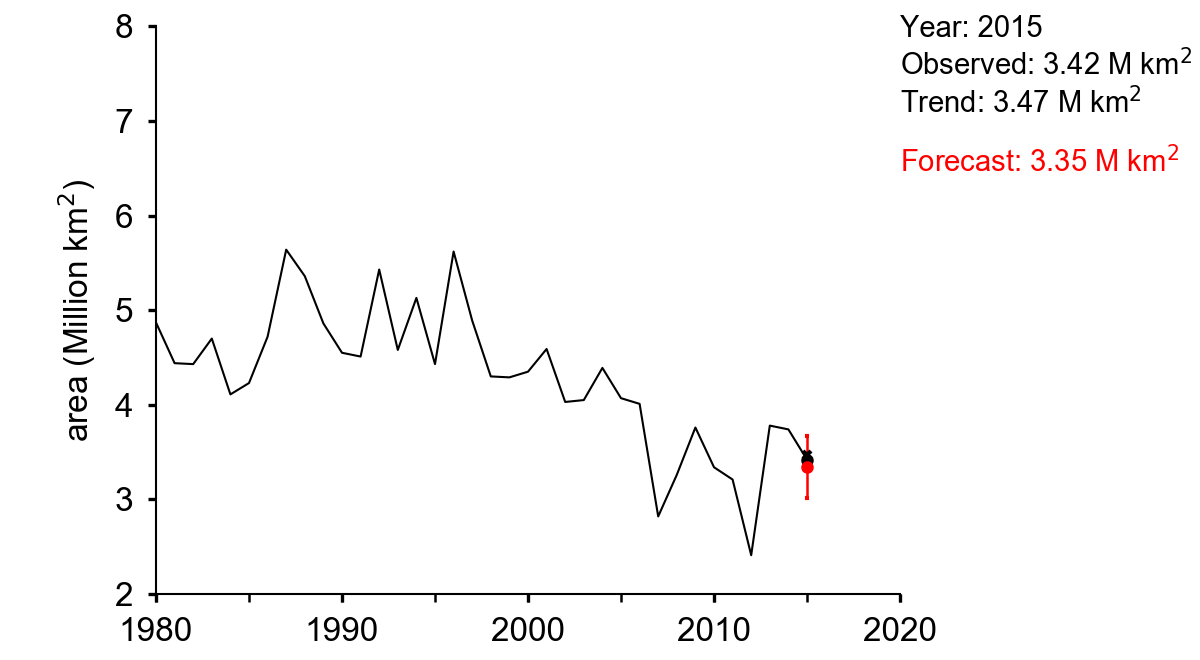 8
7
6
5
4
3
2
area (Million km²)
1980
1990
2000
2010
2020
Year: 2015
Observed: 3.42 M km²
Trend: 3.47 M km²
Forecast: 3.35 M km²